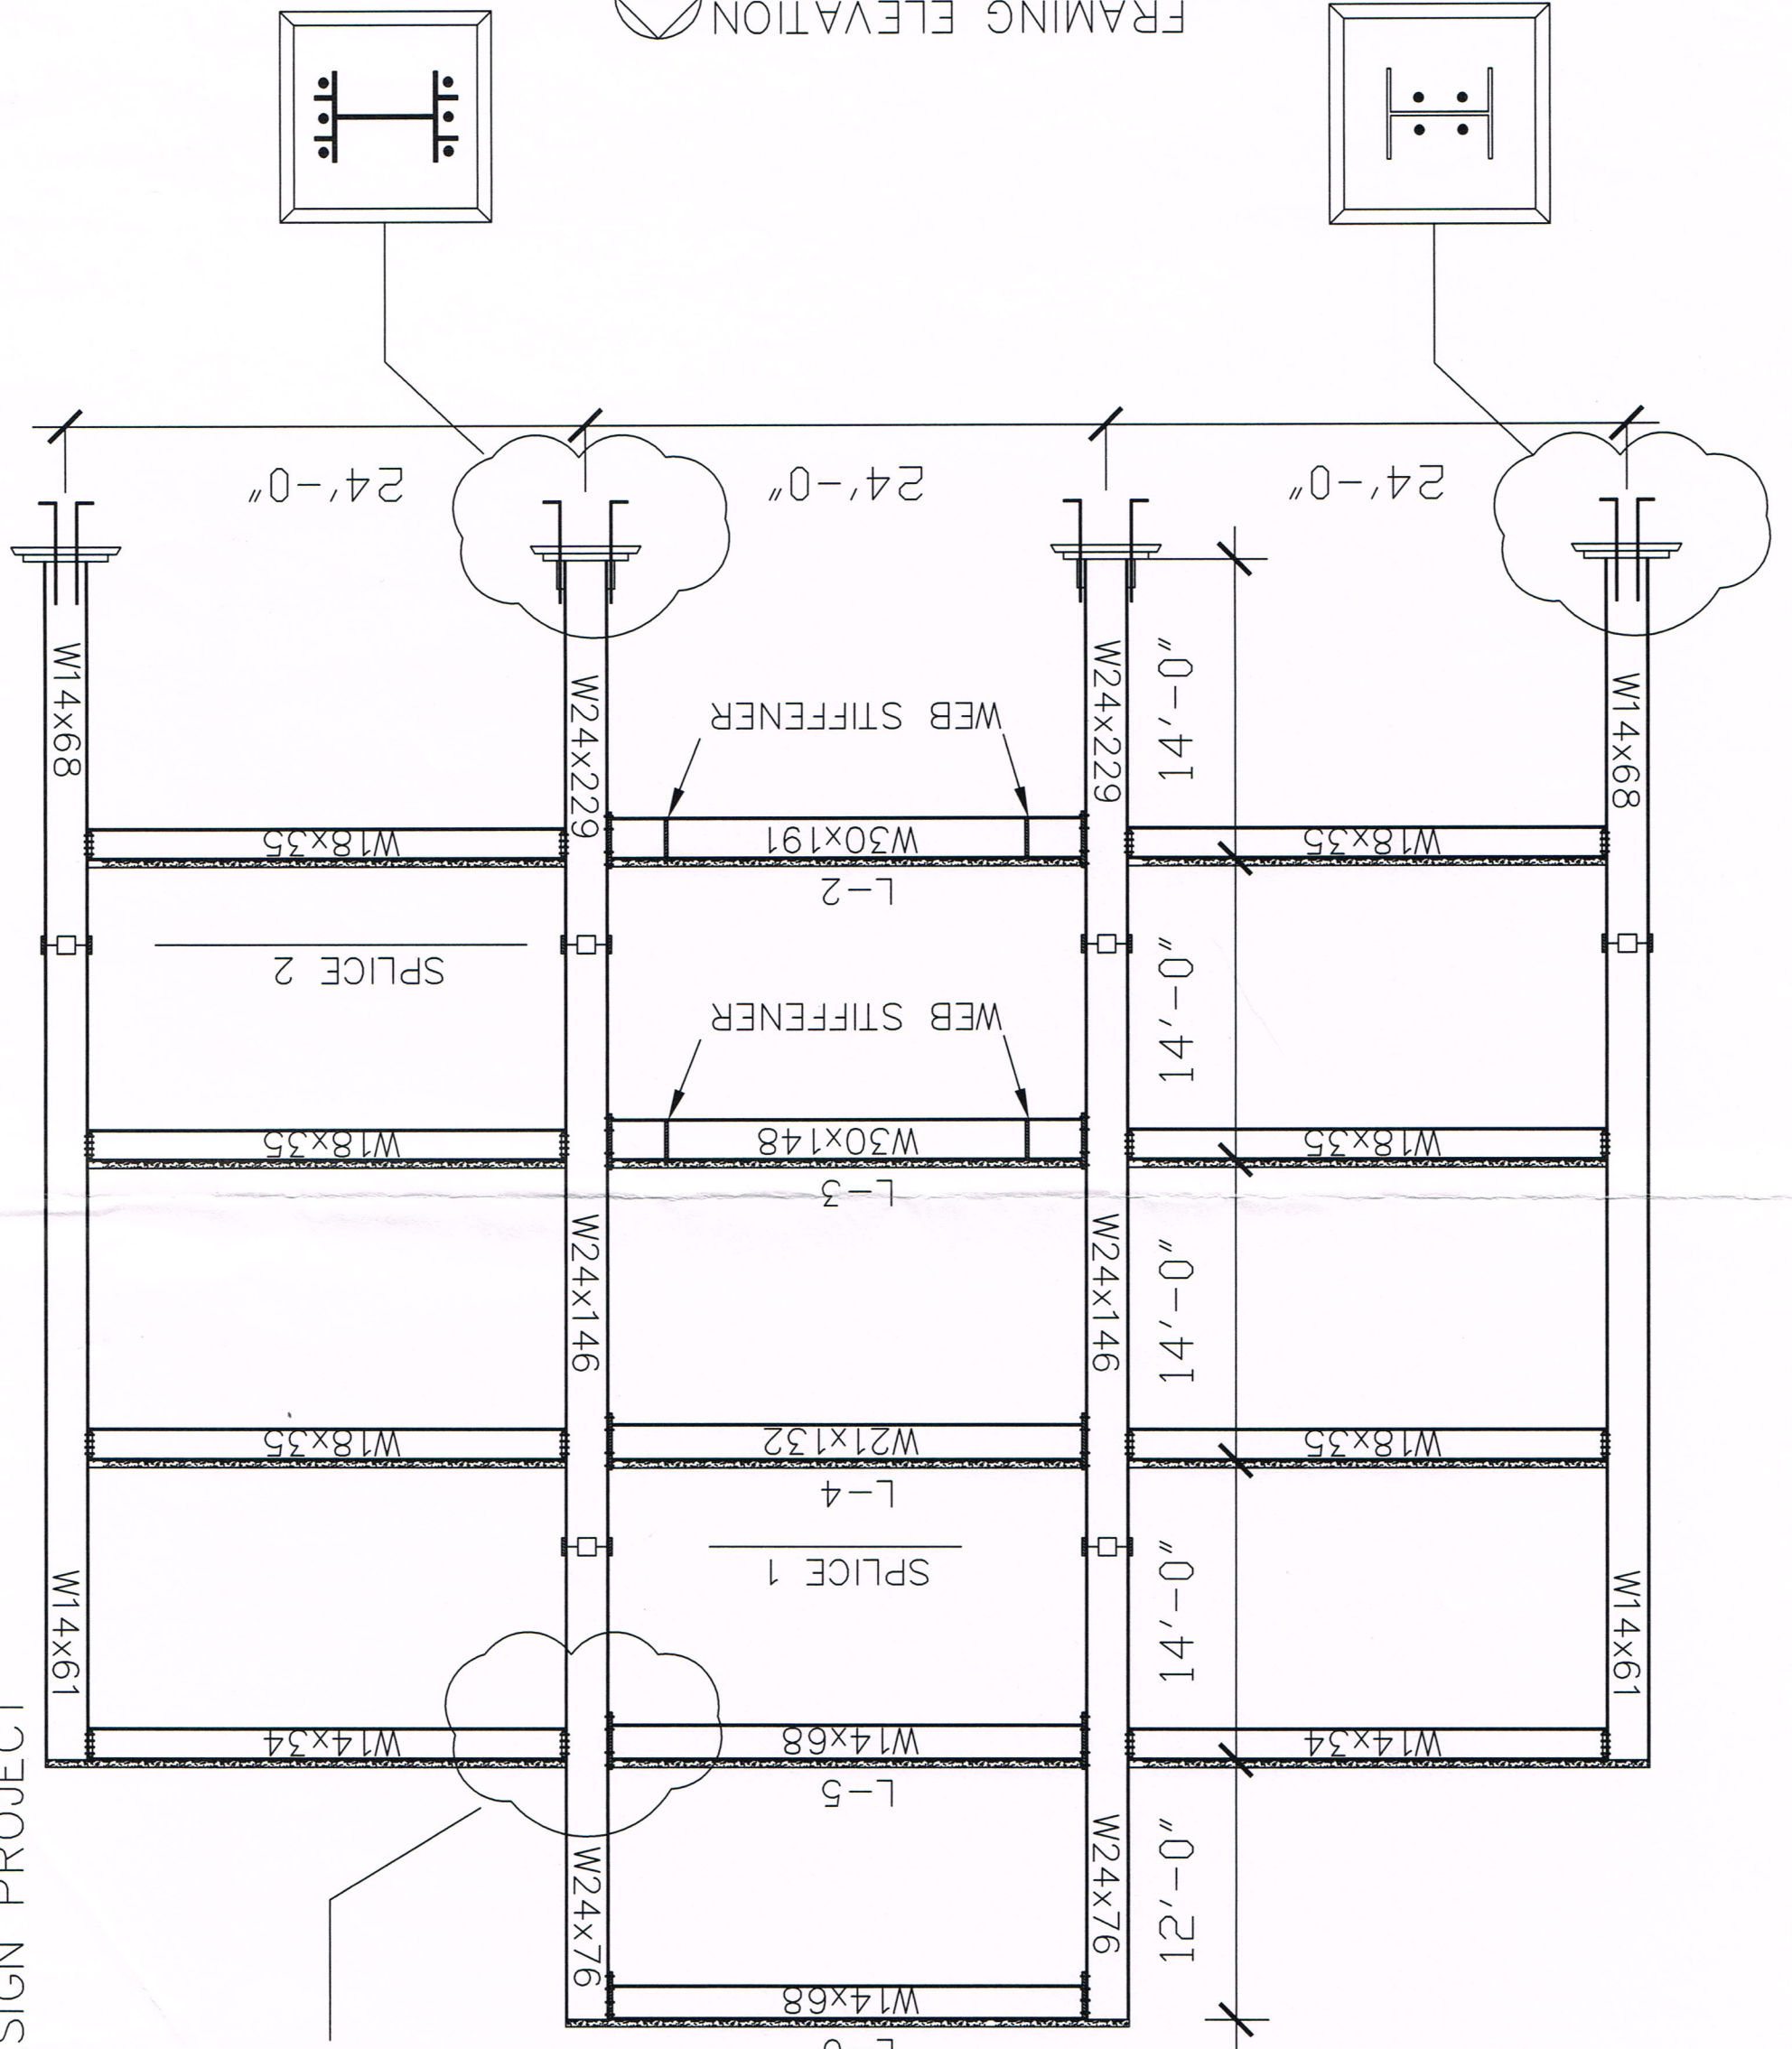 W14x68
W24x76
W24x76
12'-0"
L-5
W14x34
W14x68
W14x34
W14x61
W14x61
14'-0"
SPLICE 1
L-4
W18x35
W21x132
W18x35
14'-0"
W24x146
W24x146
L-3
W18x35
W30x148
W18x35
WEB STIFFENER
14'-0"
SPLICE 2
L-2
W18x35
W30x191
W18x35
WEB STIFFENER
14'-0"
W14x68
W24x229
W24x229
W14x68
24'-0"
24'-0"
24'-0"
FRAMING ELEVATION
SIGN PROJECT